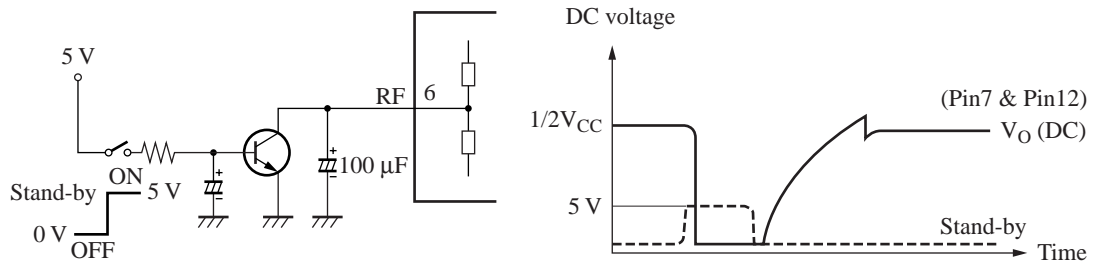 5 V
RF
6
100 μF
+
−
+
−
ON
Stand-by
5 V
0 V
OFF
DC voltage
1/2V_CC
(Pin7 & Pin12)
V_O (DC)
5 V
Stand-by
Time